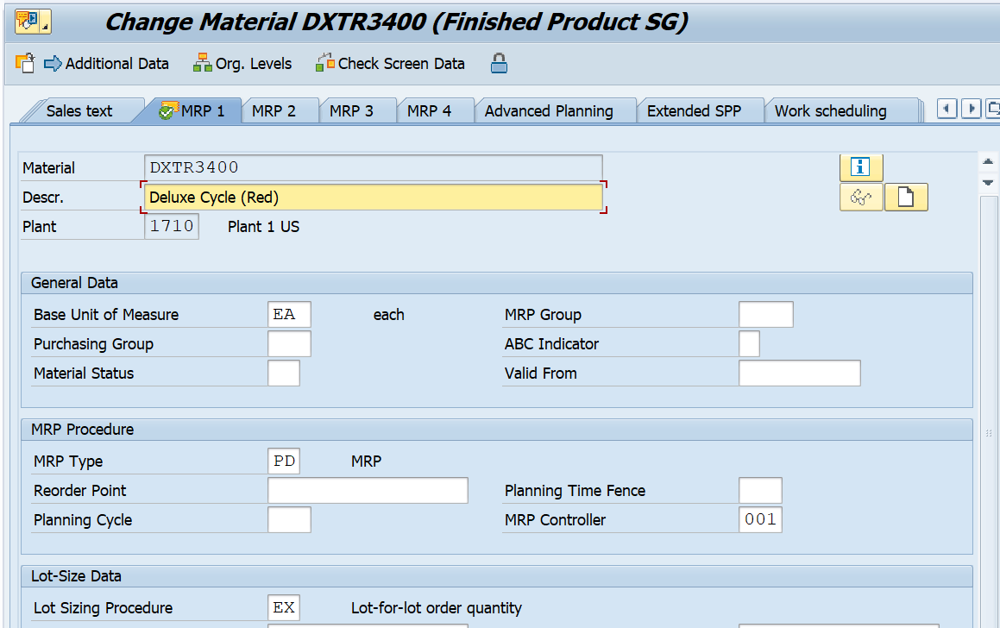 Change Material DXTR3400 (Finished Product SG)
Additional Data Org. Levels Check Screen Data
Sales text MRP 1 MRP 2 MRP 3 MRP 4 Advanced Planning Extended SPP Work scheduling
Material DXTR3400
Descr. Deluxe Cycle (Red)
Plant 1710 Plant 1 US
General Data
Base Unit of Measure EA each MRP Group
Purchasing Group ABC Indicator
Material Status Valid From
MRP Procedure
MRP Type PD MRP
Reorder Point Planning Time Fence
Planning Cycle MRP Controller 001
Lot-Size Data
Lot Sizing Procedure EX Lot-for-lot order quantity